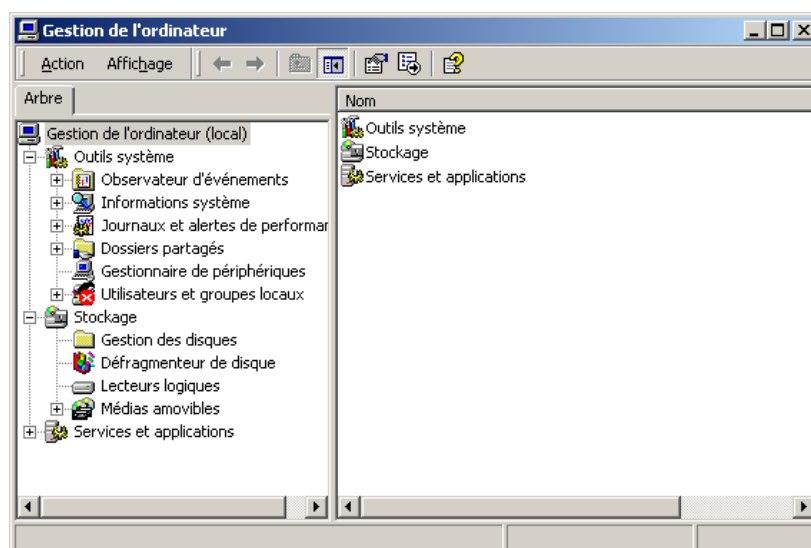 Gestion de l'ordinateur
Action Affichage
Arbre
Nom
Gestion de l'ordinateur (local)
Outils système
Observateur d'événements
Informations système
Journaux et alertes de performar
Dossiers partagés
Gestionnaire de périphériques
Utilisateurs et groupes locaux
Stockage
Gestion des disques
Défragmenteur de disque
Lecteurs logiques
Médias amovibles
Services et applications
Outils système
Stockage
Services et applications